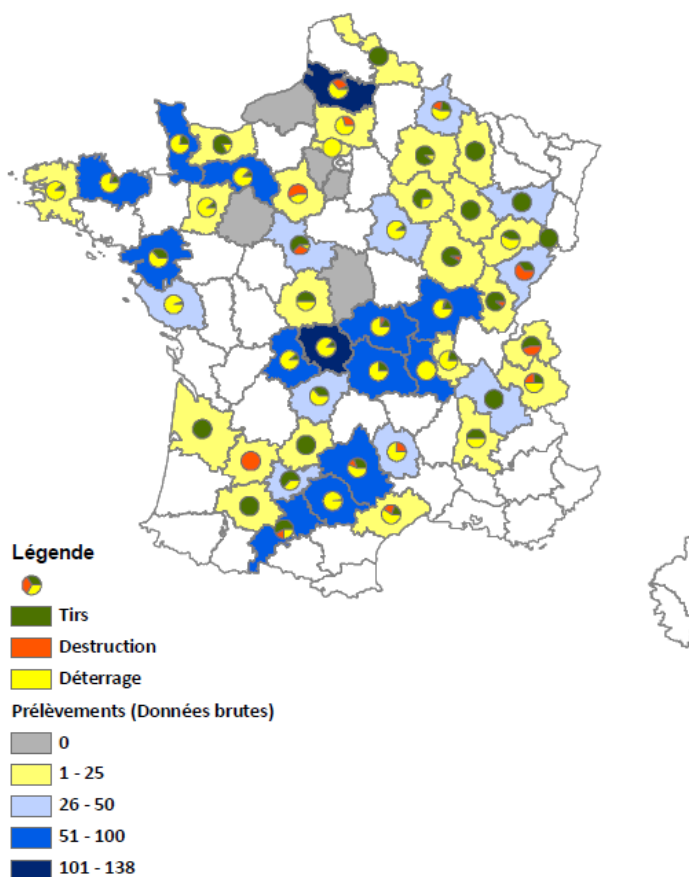 Légende
Tirs
Destruction
Déterrage
Prélèvements (Données brutes)
0
1 - 25
26 - 50
51 - 100
101 - 138